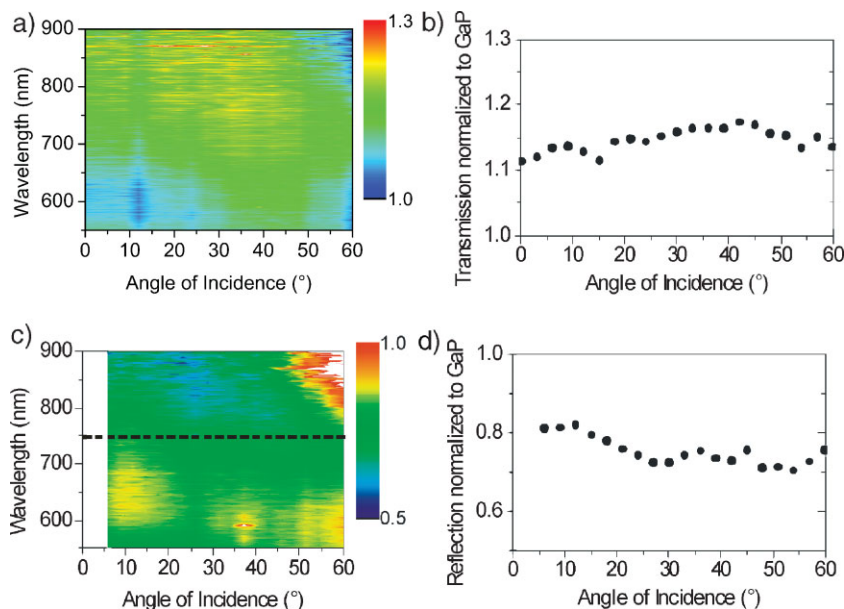 a)
1.3
1.0
900
800
700
600
Wavelength (nm)
0 10 20 30 40 50 60
Angle of Incidence (°)
b)
1.3
1.2
1.1
1.0
Transmission normalized to GaP
0 10 20 30 40 50 60
Angle of Incidence (°)
c)
1.0
0.5
900
800
700
600
Wavelength (nm)
0 10 20 30 40 50 60
Angle of Incidence (°)
d)
1.0
0.8
0.6
Reflection normalized to GaP
0 10 20 30 40 50 60
Angle of Incidence (°)